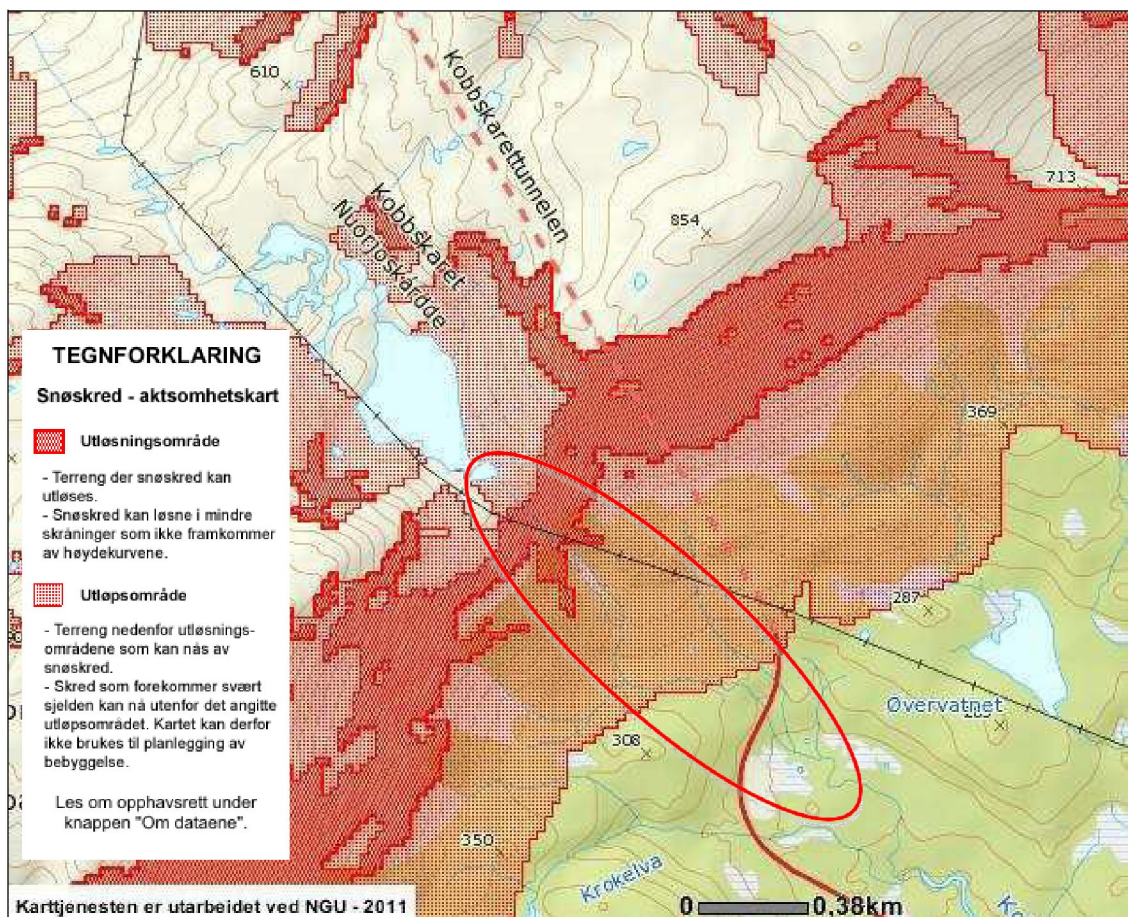 610
Kobbskarettunnelen
713
854
Kobbskaret
Nuorjoskårdde
TEGNFORKLARING
Snøskred - aktsomhetskart
Utløsningsområde
- Terreng der snøskred kan
utløses.
- Snøskred kan løsne i mindre
skråninger som ikke framkommer
av høydekurvene.
Utløpsområde
- Terreng nedenfor utløsnings-
områdene som kan nås av
snøskred.
- Skred som forekommer svært
sjelden kan nå utenfor det angitte
utløpsområdet. Kartet kan derfor
ikke brukes til planlegging av
bebyggelse.
Les om opphavsrett under
knappen "Om dataene".
369
287
Øvervatnet
308
350
Krokelva
Karttjenesten er utarbeidet ved NGU - 2011
0
0,38km